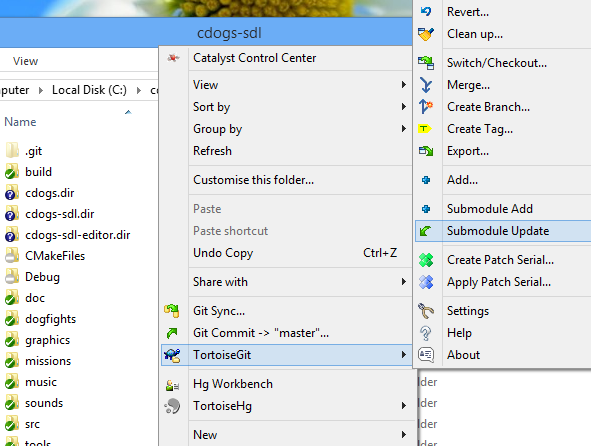 cdogs-sdl
View
mputer ▸ Local Disk (C:) ▸ c
Name
.git
build
cdogs.dir
cdogs-sdl.dir
cdogs-sdl-editor.dir
CMakeFiles
Debug
doc
dogfights
graphics
missions
music
sounds
src
tools
Catalyst Control Center
View
Sort by
Group by
Refresh
Customise this folder...
Paste
Paste shortcut
Undo Copy Ctrl+Z
Share with
Git Sync...
Git Commit -> "master"...
TortoiseGit
Hg Workbench
TortoiseHg
New
Revert...
Clean up...
Switch/Checkout...
Merge...
Create Branch...
Create Tag...
Export...
Add...
Submodule Add
Submodule Update
Create Patch Serial...
Apply Patch Serial...
Settings
Help
About
lder
lder
lder
lder